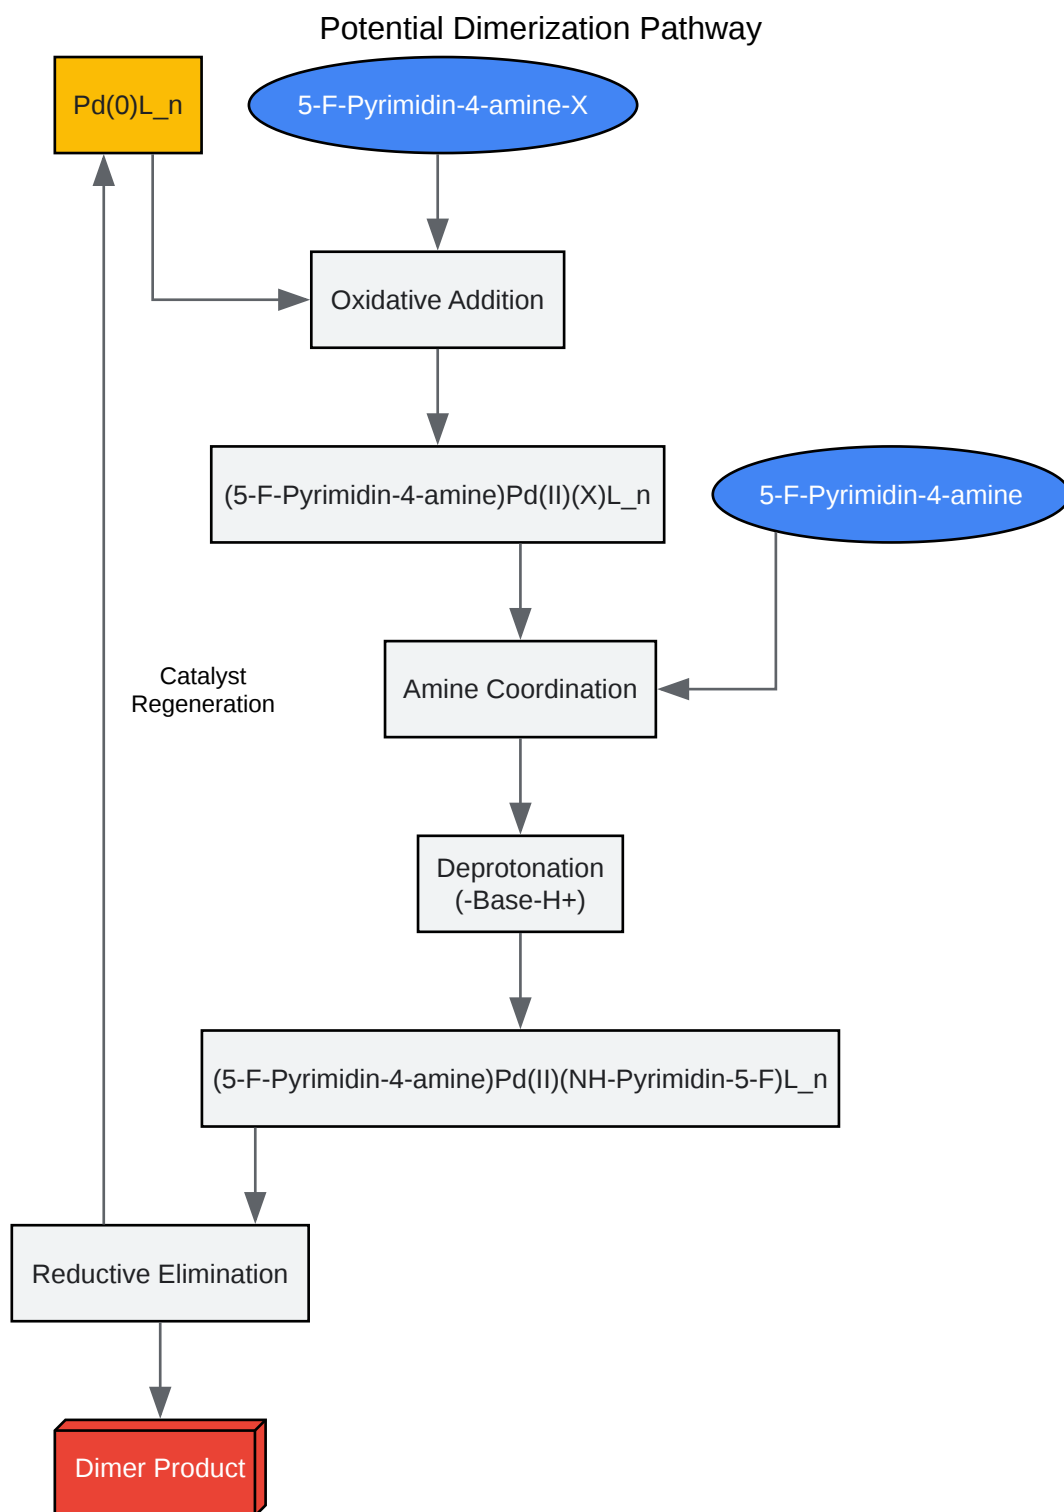 Potential Dimerization Pathway
Pd(0)L_n
5-F-Pyrimidin-4-amine-X
Oxidative Addition
(5-F-Pyrimidin-4-amine)Pd(II)(X)L_n
5-F-Pyrimidin-4-amine
Catalyst
Regeneration
Amine Coordination
Deprotonation
(-Base-H+)
(5-F-Pyrimidin-4-amine)Pd(II)(NH-Pyrimidin-5-F)L_n
Reductive Elimination
Dimer Product